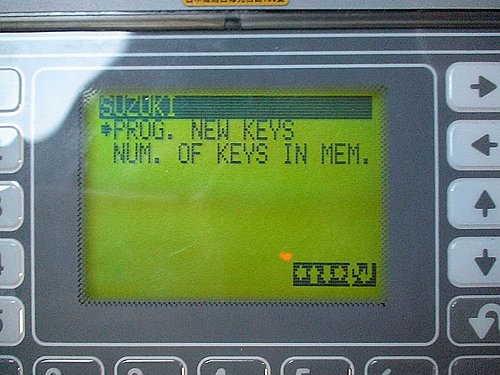 SUZUKI
PROG. NEW KEYS
NUM. OF KEYS IN MEM.